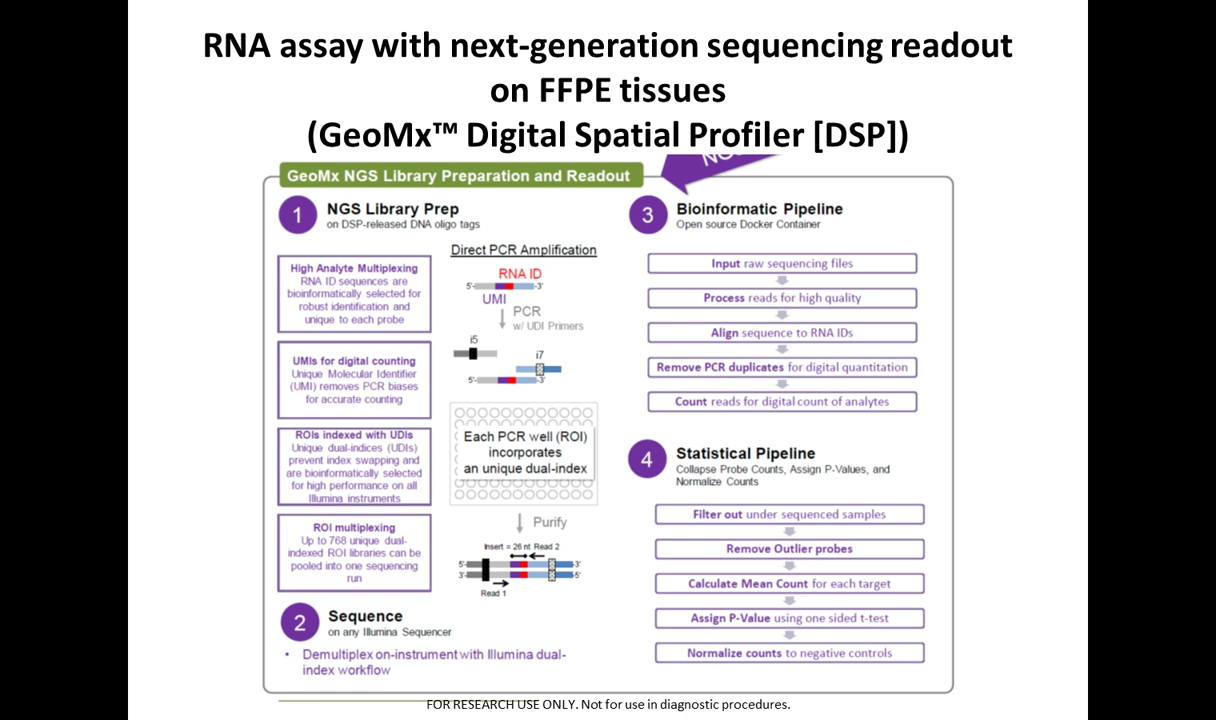 RNA assay with next-generation sequencing readout
on FFPE tissues
(GeoMx™ Digital Spatial Profiler [DSP])
GeoMx NGS Library Preparation and Readout
1
NGS Library Prep
on DSP-released DNA oligo tags
High Analyte Multiplexing
RNA ID sequences are
bioinformatically selected for
robust identification and
unique to each probe
UMIs for digital counting
Unique Molecular Identifier
(UMI) removes PCR biases
for accurate counting
ROIs indexed with UDIs
Unique dual-indices (UDIs)
prevent index swapping and
are bioinformatically selected
for high performance on all
Illumina instruments
ROI multiplexing
Up to 768 unique dual-
indexed ROI libraries can be
pooled into one sequencing
run
Direct PCR Amplification
RNA ID
5'- -3'
UMI
PCR
w/ UDI Primers
i5
i7
5'- -3'
Each PCR well (ROI)
incorporates
an unique dual-index
Purify
Insert = 26 nt Read 2
5' 3'
3' 5'
Read 1
2
Sequence
on any Illumina Sequencer
• Demultiplex on-instrument with Illumina dual-
index workflow
3
Bioinformatic Pipeline
Open source Docker Container
Input raw sequencing files
Process reads for high quality
Align sequence to RNA IDs
Remove PCR duplicates for digital quantitation
Count reads for digital count of analytes
4
Statistical Pipeline
Collapse Probe Counts, Assign P-Values, and
Normalize Counts
Filter out under sequenced samples
Remove Outlier probes
Calculate Mean Count for each target
Assign P-Value using one sided t-test
Normalize counts to negative controls
FOR RESEARCH USE ONLY. Not for use in diagnostic procedures.